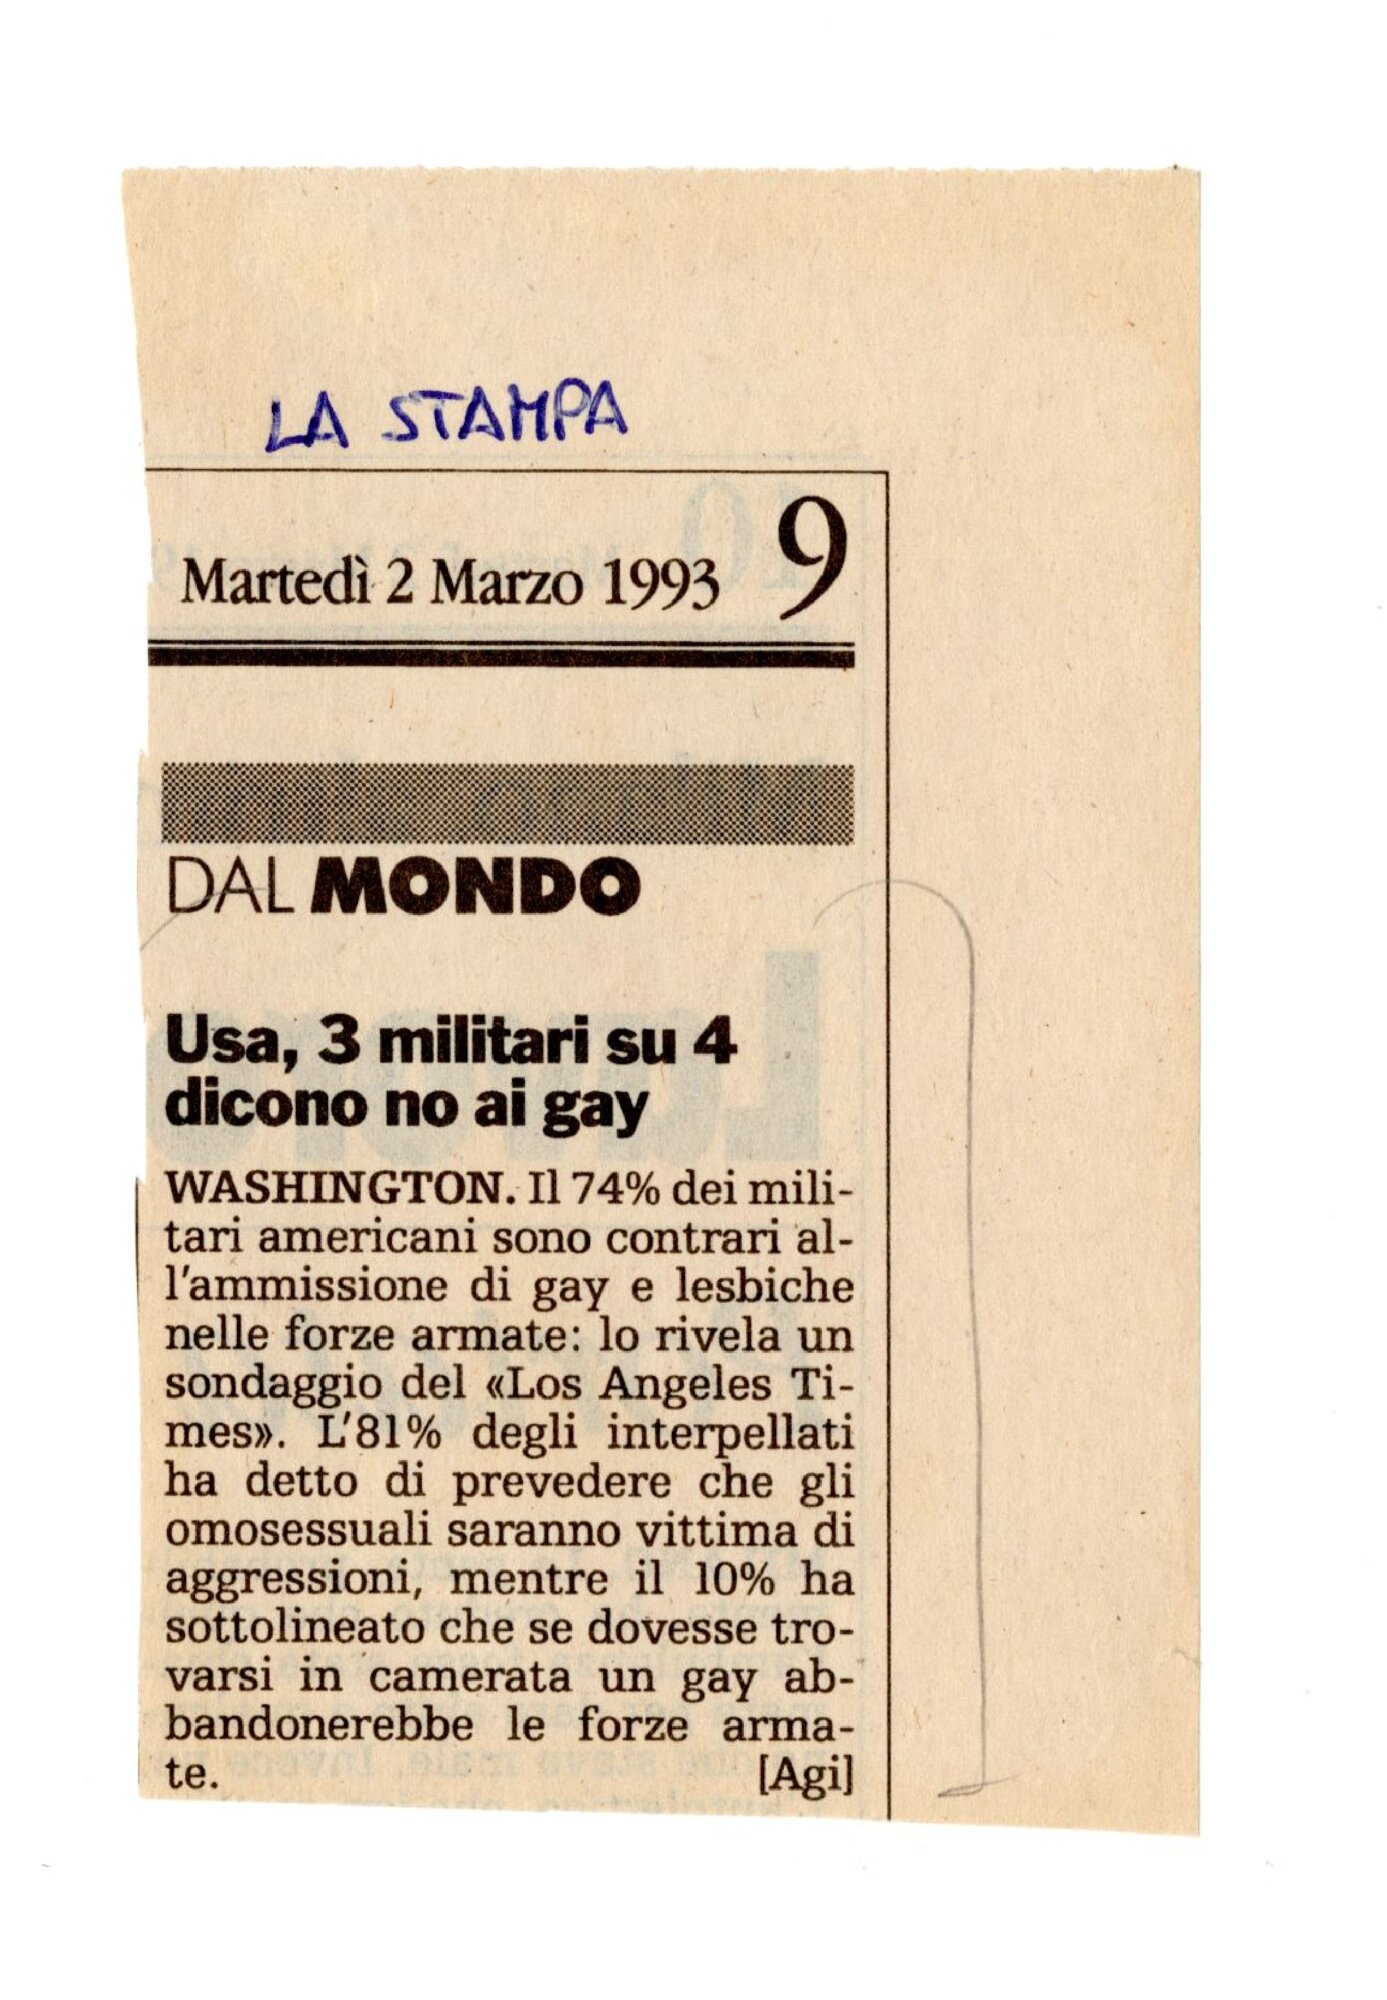 LA STAMPA
Martedì 2 Marzo 1993 9
DAL MONDO
Usa, 3 militari su 4
dicono no ai gay
WASHINGTON. Il 74% dei mili-
tari americani sono contrari al-
l'ammissione di gay e lesbiche
nelle forze armate: lo rivela un
sondaggio del «Los Angeles Ti-
mes». L'81% degli interpellati
ha detto di prevedere che gli
omosessuali saranno vittima di
aggressioni, mentre il 10% ha
sottolineato che se dovesse tro-
varsi in camerata un gay ab-
bandonerebbe le forze arma-
te. [Agi]